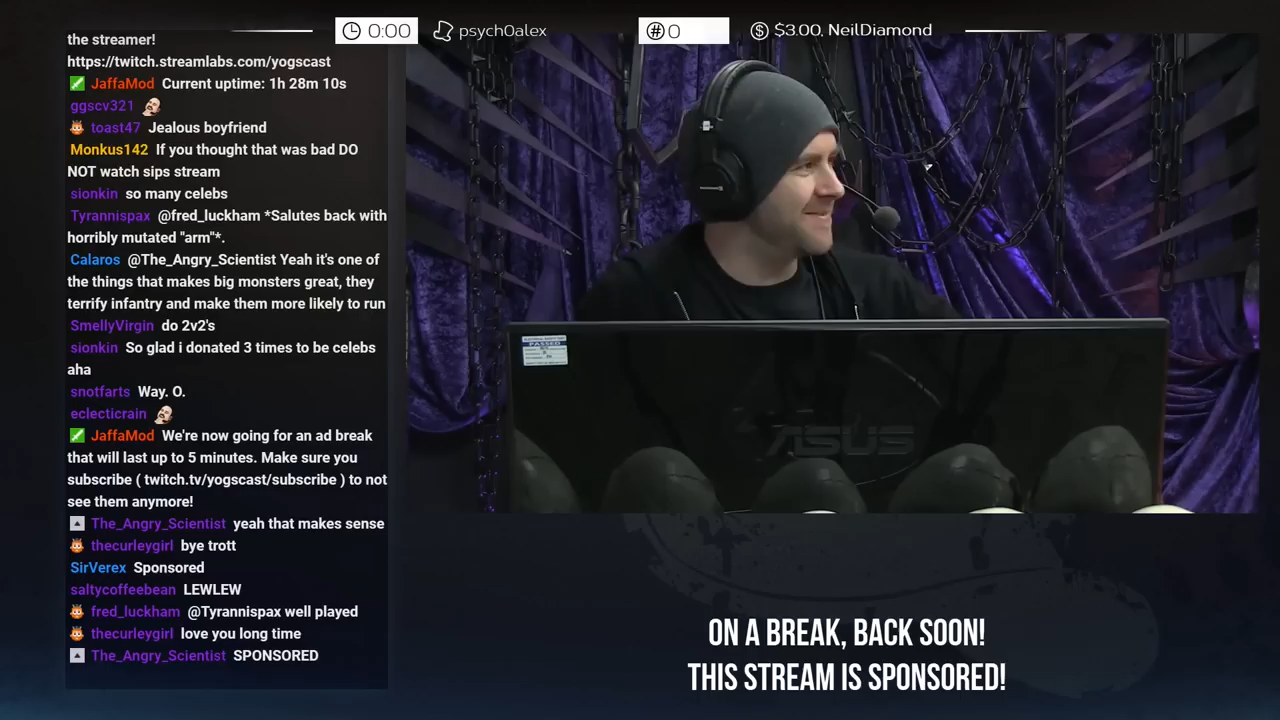 0:00
psych0alex
#0
$3.00, NeilDiamond
the streamer!
https://twitch.streamlabs.com/yogscast
JaffaMod Current uptime: 1h 28m 10s
ggscv321
toast47 Jealous boyfriend
Monkus142 If you thought that was bad DO
NOT watch sips stream
sionkin so many celebs
Tyrannispax @fred_luckham *Salutes back with
horribly mutated "arm"*.
Calaros @The_Angry_Scientist Yeah it's one of
the things that makes big monsters great, they
terrify infantry and make them more likely to run
SmellyVirgin do 2v2's
sionkin So glad i donated 3 times to be celebs
aha
snotfarts Way. O.
eclecticrain
JaffaMod We're now going for an ad break
that will last up to 5 minutes. Make sure you
subscribe ( twitch.tv/yogscast/subscribe ) to not
see them anymore!
The_Angry_Scientist yeah that makes sense
thecurleygirl bye trott
SirVerex Sponsored
saltycoffeebean LEWLEW
fred_luckham @Tyrannispax well played
thecurleygirl love you long time
The_Angry_Scientist SPONSORED
PASSED
ASUS
ON A BREAK, BACK SOON!
THIS STREAM IS SPONSORED!